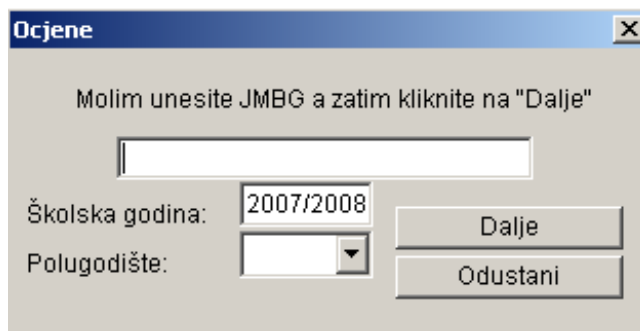 Ocjene
Molim unesite JMBG a zatim kliknite na "Dalje"
Školska godina:
2007/2008
Dalje
Polugodište:
Odustani